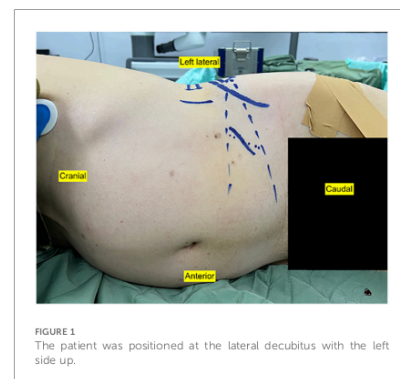 Left lateral
Cranial
Caudal
Anterior
FIGURE 1
The patient was positioned at the lateral decubitus with the left
side up.